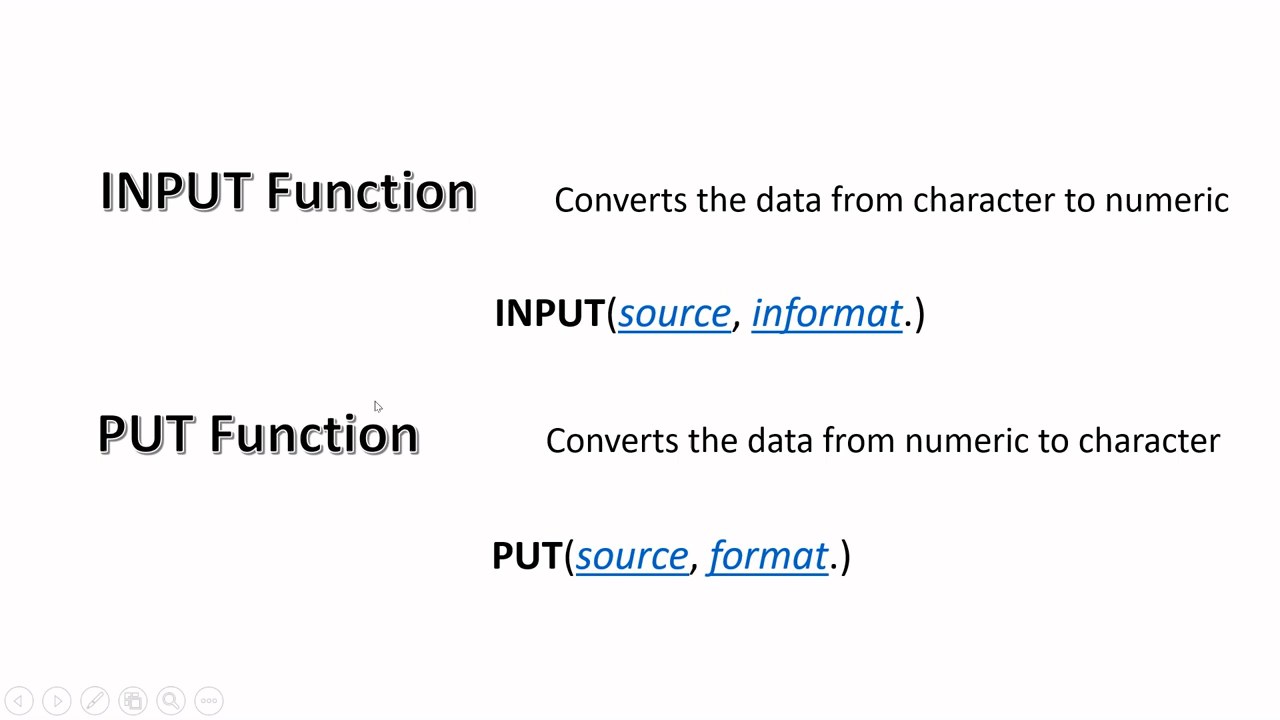 INPUT Function
Converts the data from character to numeric
INPUT(source, informat.)
PUT Function
Converts the data from numeric to character
PUT(source, format.)